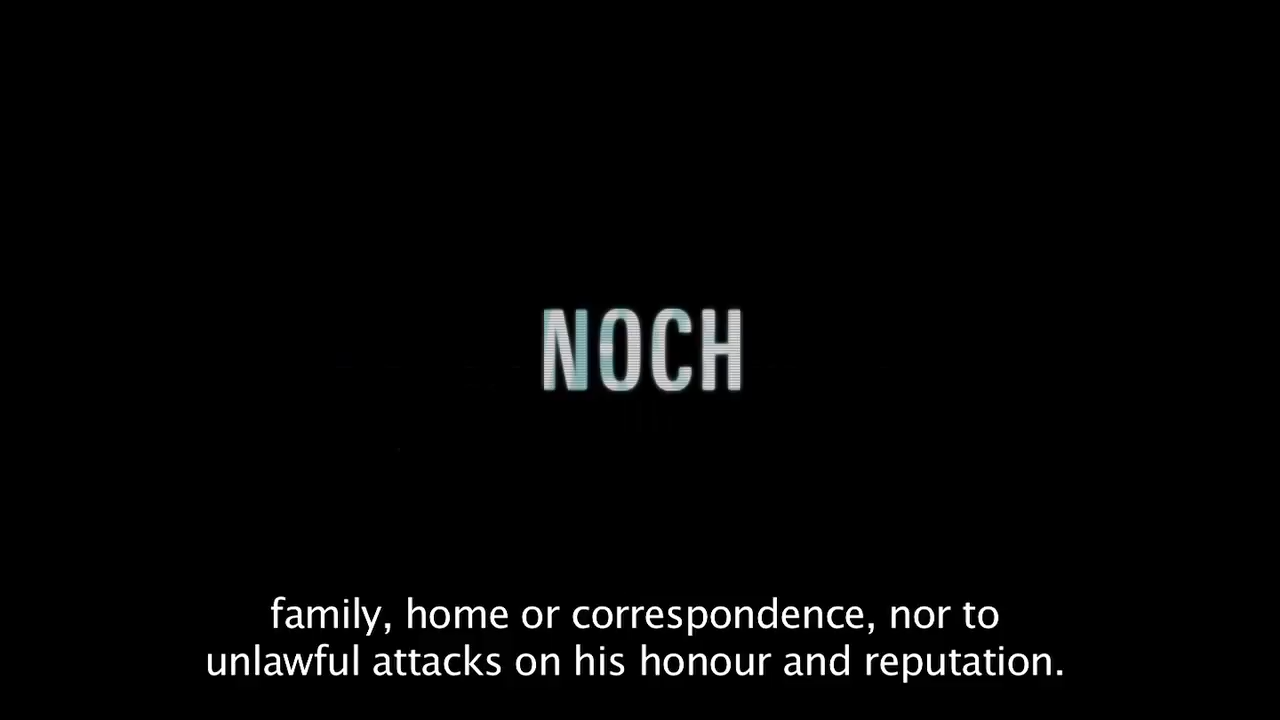 NOCH
family, home or correspondence, nor to
unlawful attacks on his honour and reputation.